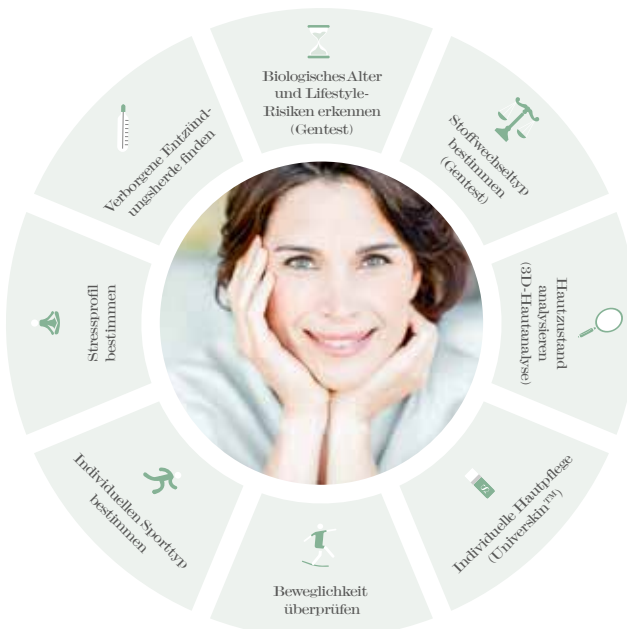 Biologisches Alter
und Lifestyle-
Risiken erkennen
(Gentest)
Stoffwechseltyp
bestimmen
(Gentest)
Hautzustand
analysieren
(3D-Hautanalyse)
Individuelle Hautpflege
(Universkin™)
Beweglichkeit
überprüfen
Individuellen Sporttyp
bestimmen
Stressprofil
bestimmen
Verborgene Entzünd-
ungsherde finden